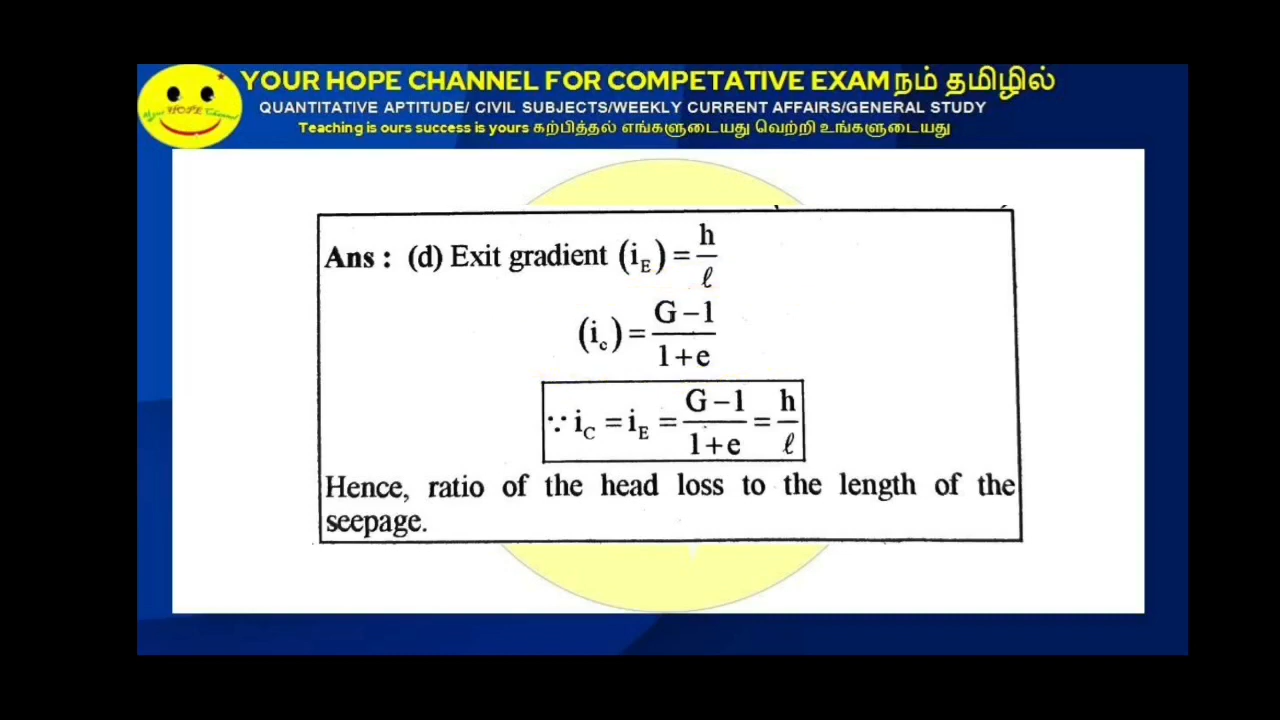 YOUR HOPE CHANNEL FOR COMPETATIVE EXAM நம் தமிழில்
QUANTITATIVE APTITUDE/ CIVIL SUBJECTS/WEEKLY CURRENT AFFAIRS/GENERAL STUDY
Teaching is ours success is yours கற்பித்தல் எங்களுடையது வெற்றி உங்களுடையது
Ans : (d) Exit gradient (i_E) = h/ℓ
(i_c) = G−1/1+e
∵ i_C = i_E = G−1/1+e = h/ℓ
Hence, ratio of the head loss to the length of the
seepage.